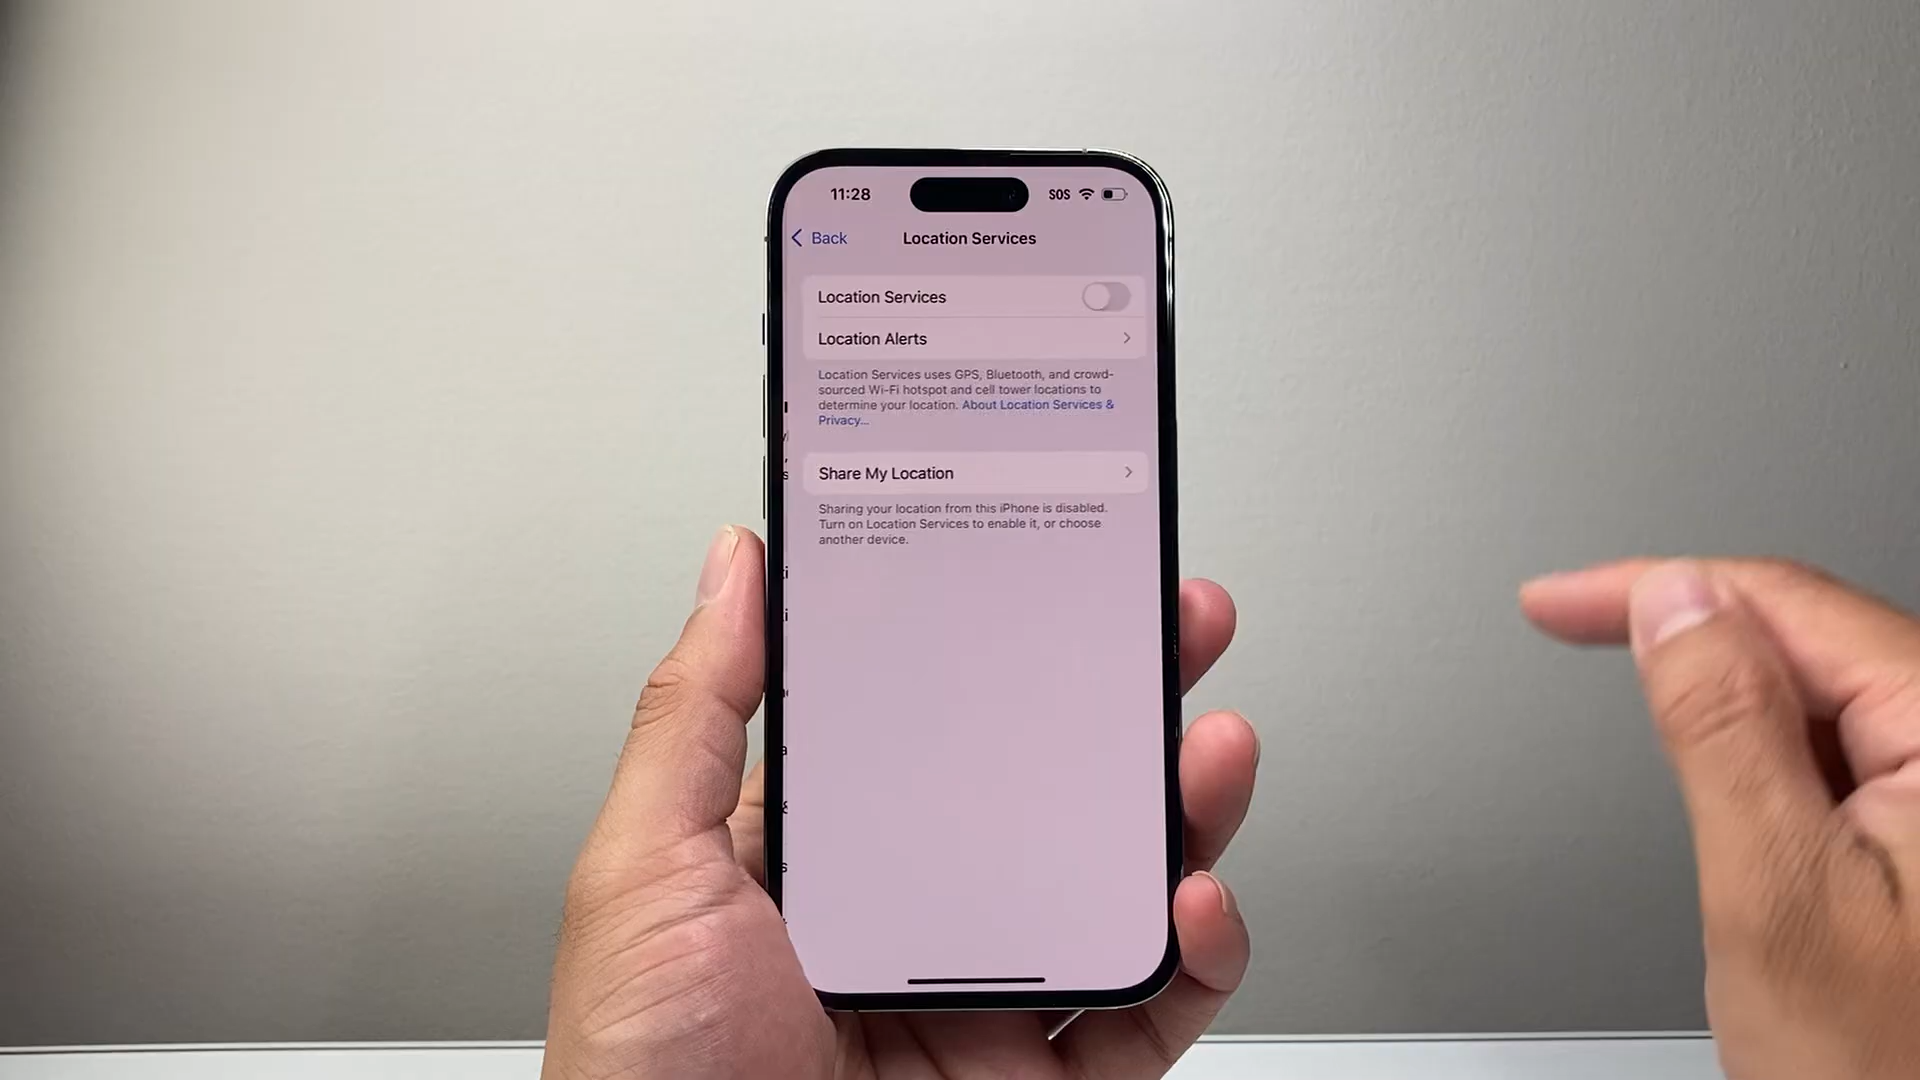 11:28
SOS
Back
Location Services
Location Services
Location Alerts
Location Services uses GPS, Bluetooth, and crowd-
sourced Wi-Fi hotspot and cell tower locations to
determine your location. About Location Services &
Privacy...
Share My Location
Sharing your location from this iPhone is disabled.
Turn on Location Services to enable it, or choose
another device.